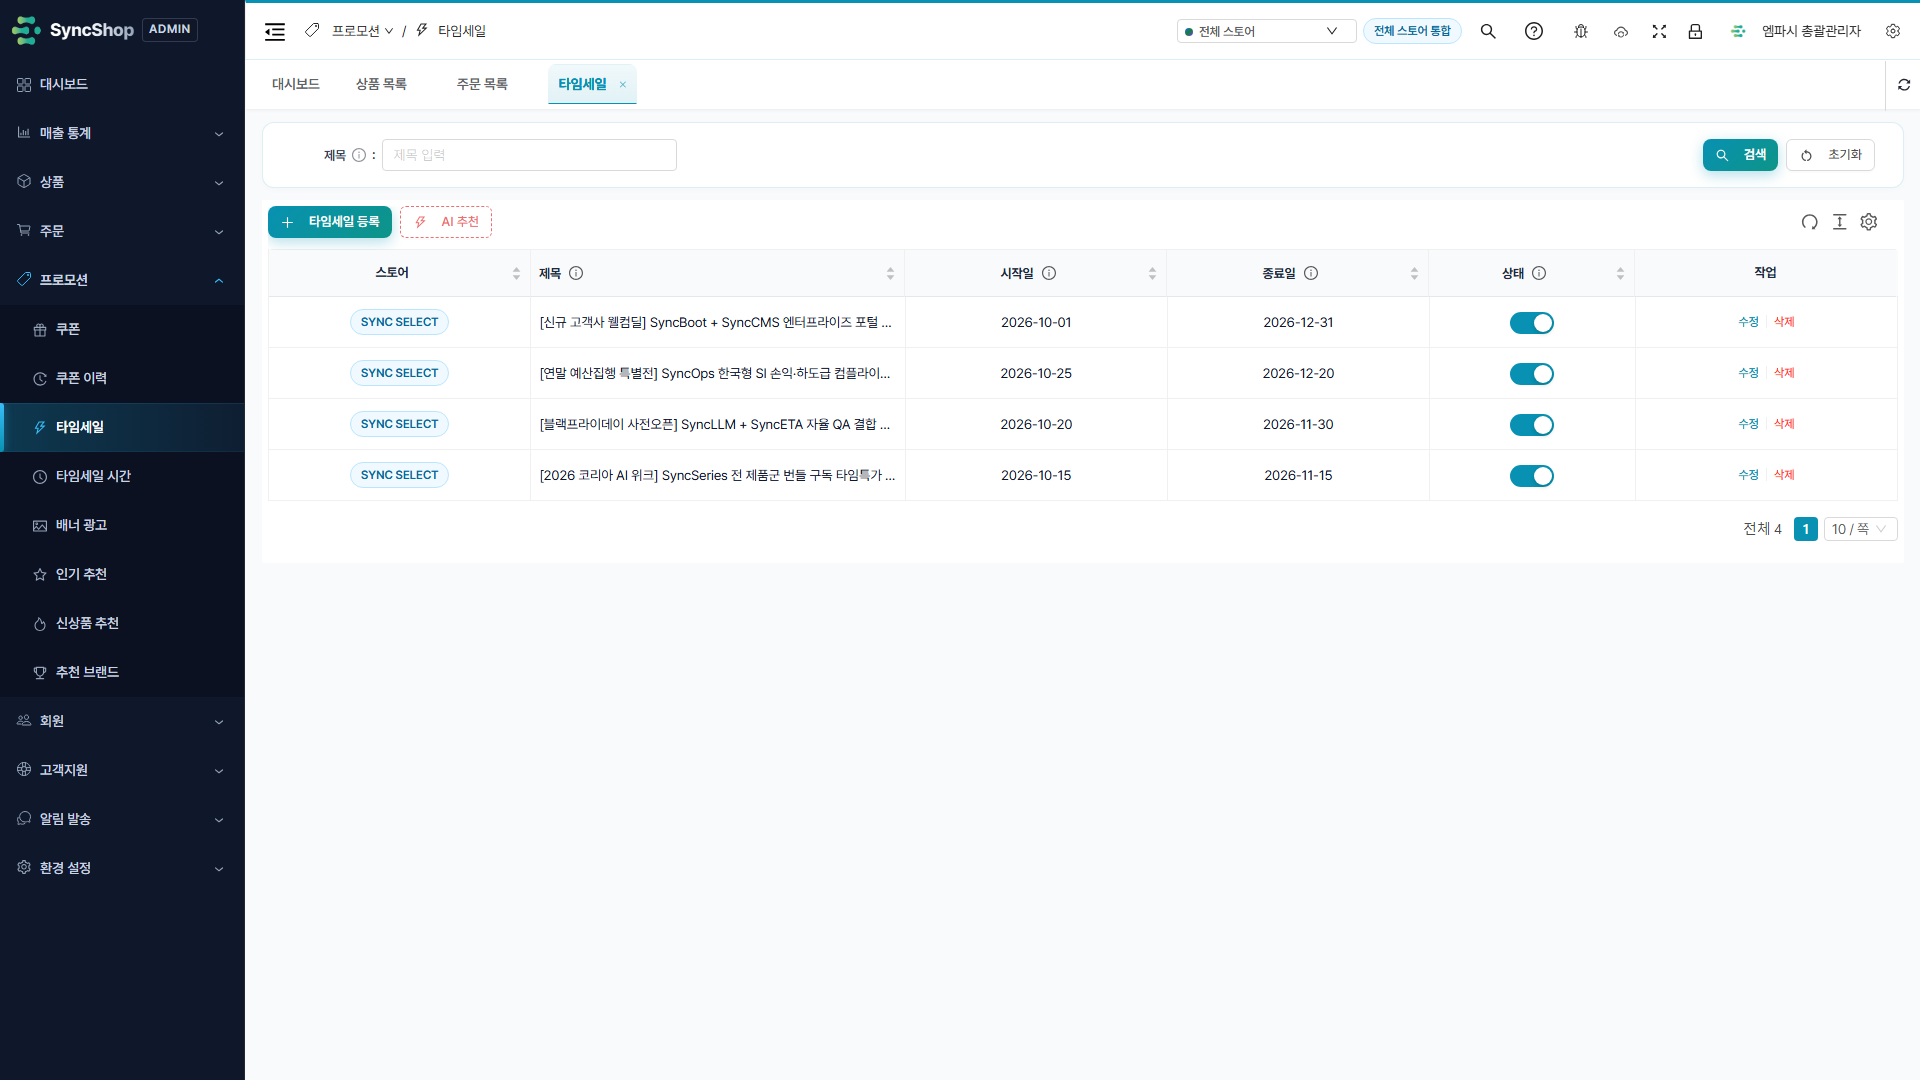 SyncShop ADMIN
대시보드
매출 통계
상품
주문
프로모션
쿠폰
쿠폰 이력
타임세일
타임세일 시간
배너 광고
인기 추천
신상품 추천
추천 브랜드
회원
고객지원
알림 발송
환경 설정
프로모션 / 타임세일
전체 스토어
전체 스토어 통합
엠파시 총괄관리자
대시보드
상품 목록
주문 목록
타임세일 ×
제목 : 제목 입력
검색
초기화
타임세일 등록
AI 추천
스토어 제목 시작일 종료일 상태 작업
SYNC SELECT [신규 고객사 웰컴딜] SyncBoot + SyncCMS 엔터프라이즈 포털 ... 2026-10-01 2026-12-31 수정 삭제
SYNC SELECT [연말 예산집행 특별전] SyncOps 한국형 SI 손익·하도급 컴플라이... 2026-10-25 2026-12-20 수정 삭제
SYNC SELECT [블랙프라이데이 사전오픈] SyncLLM + SyncETA 자율 QA 결합 ... 2026-10-20 2026-11-30 수정 삭제
SYNC SELECT [2026 코리아 AI 위크] SyncSeries 전 제품군 번들 구독 타임특가 ... 2026-10-15 2026-11-15 수정 삭제
전체 4 1 10 / 쪽